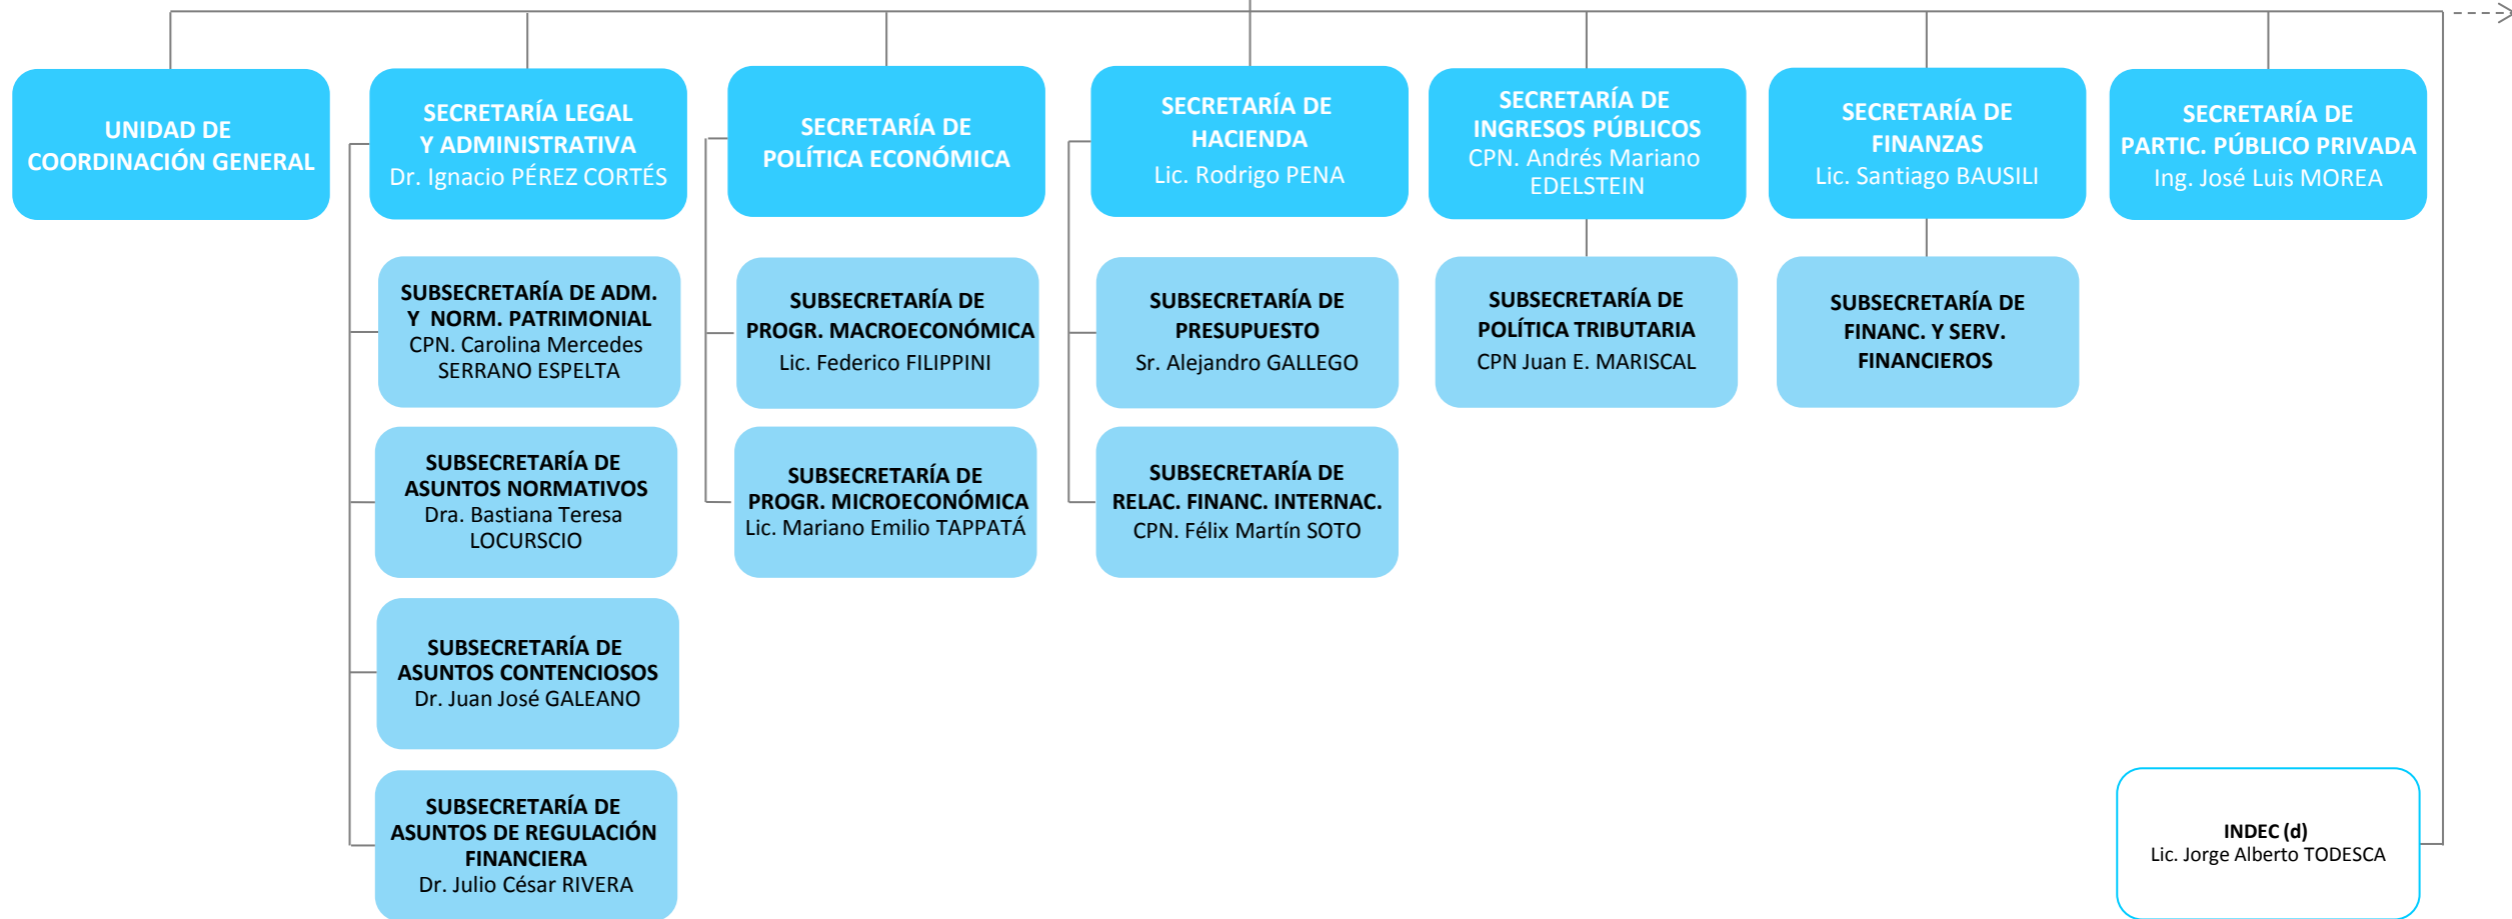 UNIDAD DE
COORDINACIÓN GENERAL
SECRETARÍA LEGAL
Y ADMINISTRATIVA
Dr. Ignacio PÉREZ CORTÉS
SECRETARÍA DE
POLÍTICA ECONÓMICA
SECRETARÍA DE
HACIENDA
Lic. Rodrigo PENA
SECRETARÍA DE
INGRESOS PÚBLICOS
CPN. Andrés Mariano
EDELSTEIN
SECRETARÍA DE
FINANZAS
Lic. Santiago BAUSILI
SECRETARÍA DE
PARTIC. PÚBLICO PRIVADA
Ing. José Luis MOREA
SUBSECRETARÍA DE ADM.
Y NORM. PATRIMONIAL
CPN. Carolina Mercedes
SERRANO ESPELTA
SUBSECRETARÍA DE
PROGR. MACROECONÓMICA
Lic. Federico FILIPPINI
SUBSECRETARÍA DE
PRESUPUESTO
Sr. Alejandro GALLEGO
SUBSECRETARÍA DE
POLÍTICA TRIBUTARIA
CPN Juan E. MARISCAL
SUBSECRETARÍA DE
FINANC. Y SERV.
FINANCIEROS
SUBSECRETARÍA DE
ASUNTOS NORMATIVOS
Dra. Bastiana Teresa
LOCURSCIO
SUBSECRETARÍA DE
PROGR. MICROECONÓMICA
Lic. Mariano Emilio TAPPATÁ
SUBSECRETARÍA DE
RELAC. FINANC. INTERNAC.
CPN. Félix Martín SOTO
SUBSECRETARÍA DE
ASUNTOS CONTENCIOSOS
Dr. Juan José GALEANO
SUBSECRETARÍA DE
ASUNTOS DE REGULACIÓN
FINANCIERA
Dr. Julio César RIVERA
INDEC (d)
Lic. Jorge Alberto TODESCA